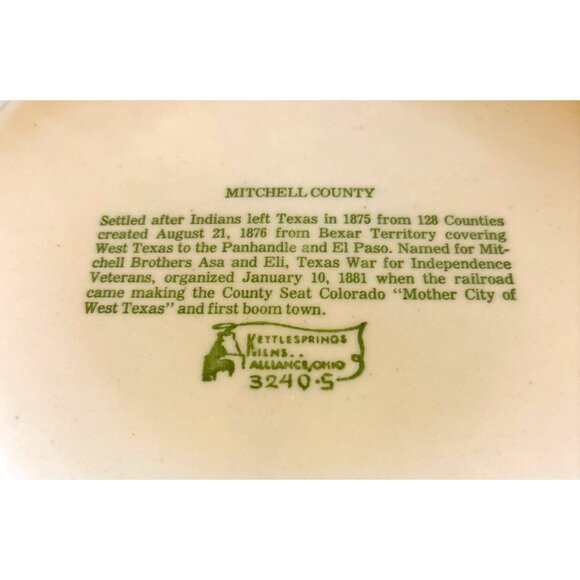 MITCHELL COUNTY
Settled after Indians left Texas in 1875 from 128 Counties
created August 21, 1876 from Bexar Territory covering
West Texas to the Panhandle and El Paso. Named for Mit-
chell Brothers Asa and Eli, Texas War for Independence
Veterans, organized January 10, 1881 when the railroad
came making the County Seat Colorado "Mother City of
West Texas" and first boom town.
KETTLESPRINGS
KILNS..
ALLIANCE, OHIO
3240-S